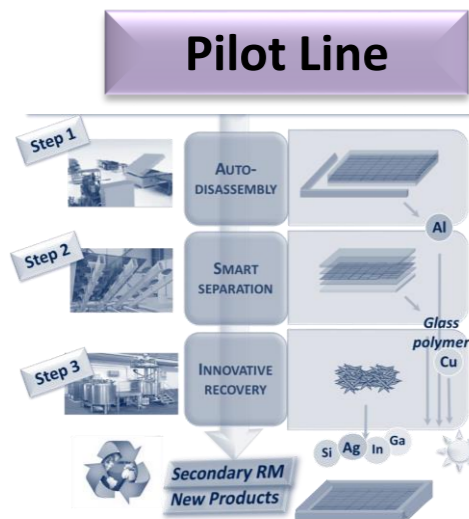 Pilot Line
Step 1
AUTO-
DISASSEMBLY
Al
Step 2
SMART
SEPARATION
Glass
polymer
Cu
Step 3
INNOVATIVE
RECOVERY
Si
Ag
In
Ga
Secondary RM
New Products